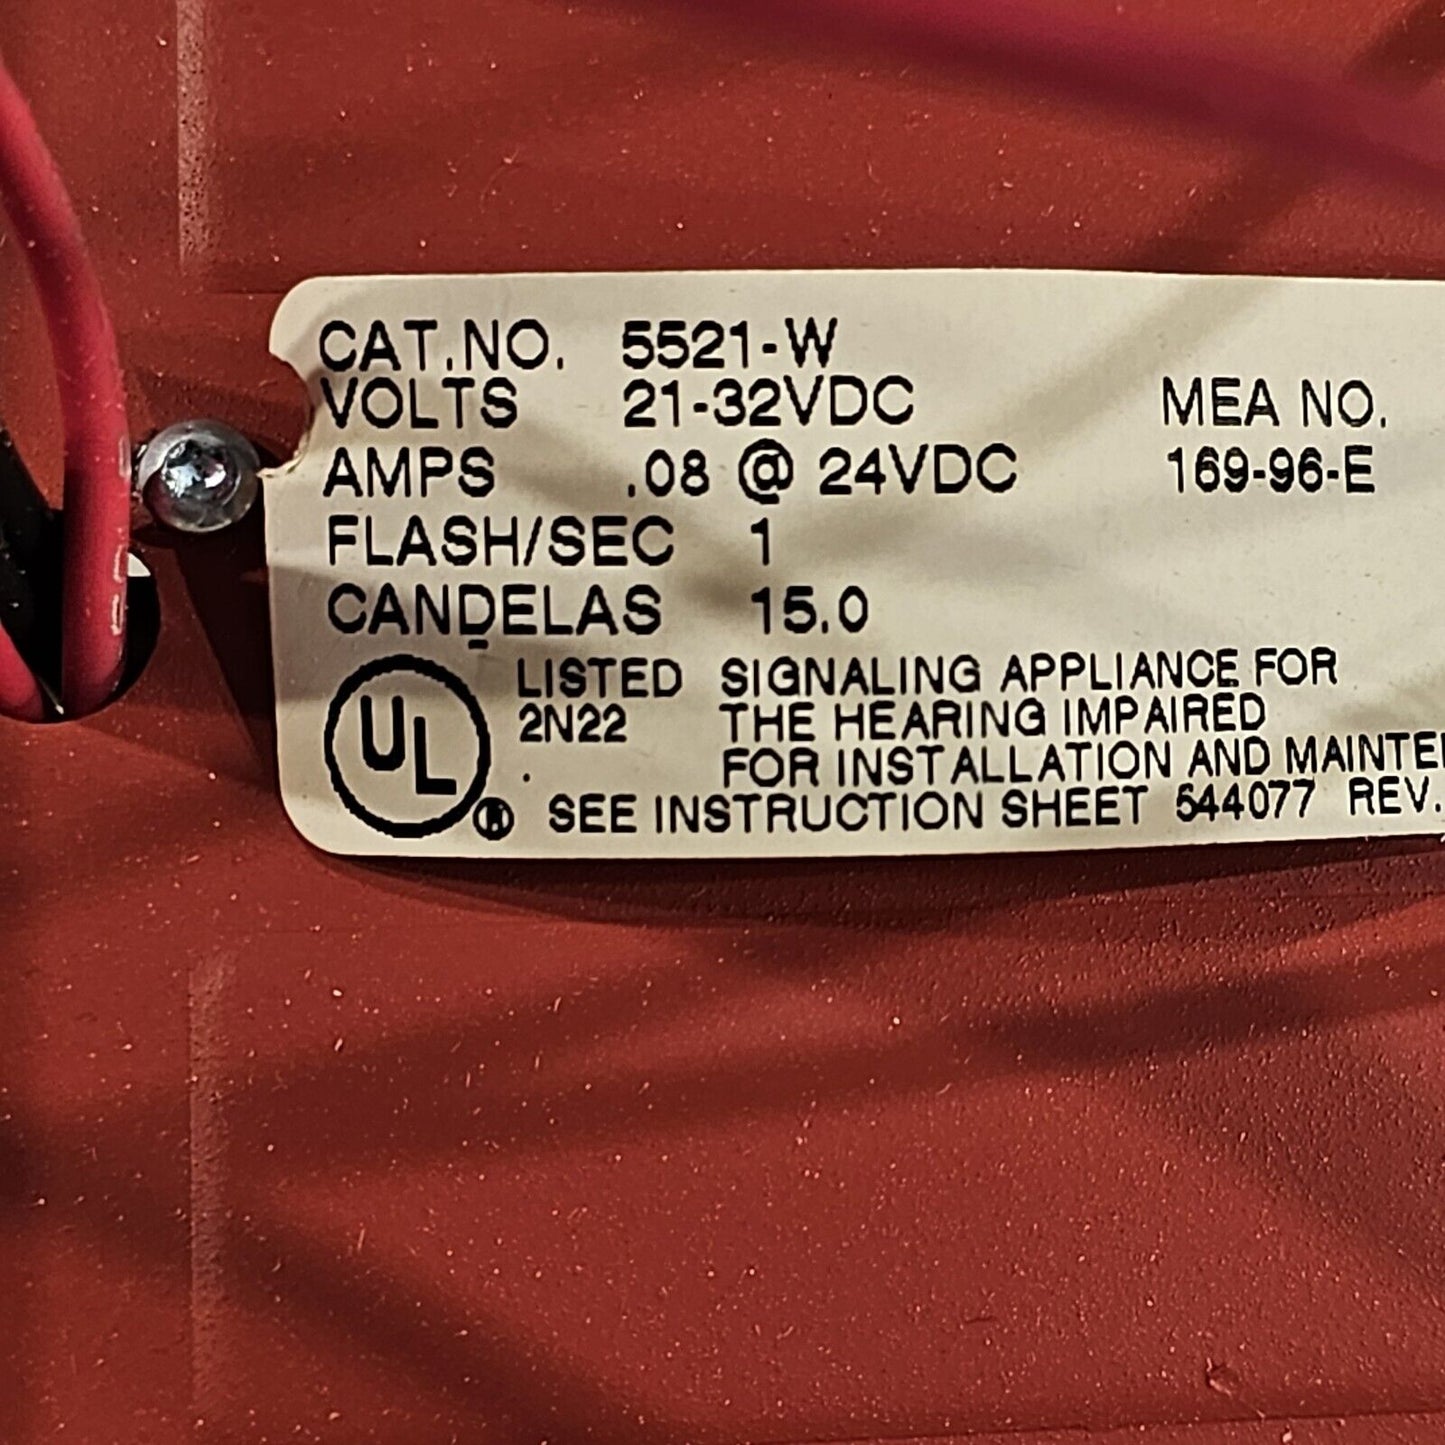 CAT.NO. 5521-W
VOLTS 21-32VDC MEA NO.
AMPS .08 @ 24VDC 169-96-E
FLASH/SEC 1
CANDELAS 15.0
UL LISTED SIGNALING APPLIANCE FOR
2N22 THE HEARING IMPAIRED
FOR INSTALLATION AND
® SEE INSTRUCTION SHEET 544077 REV.